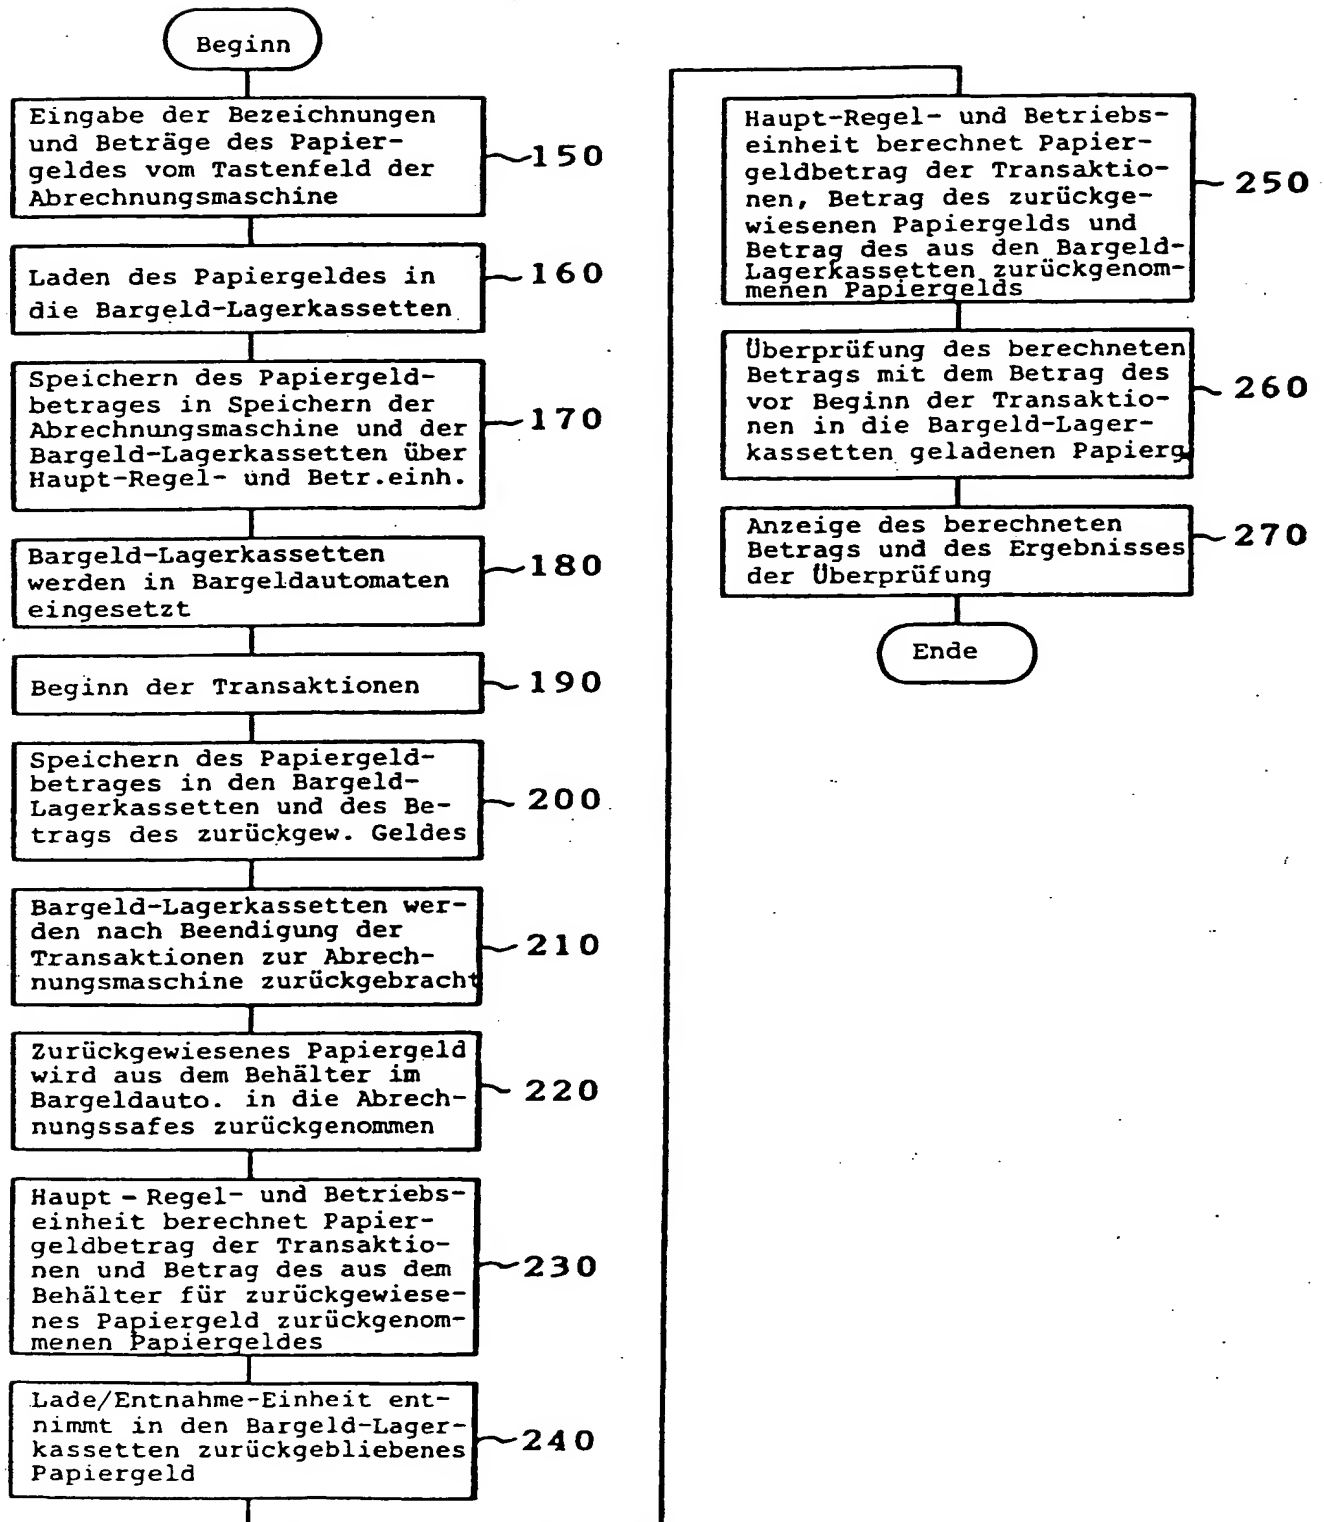 Beginn
Eingabe der Bezeichnungen
und Beträge des Papier-
geldes vom Tastenfeld der
Abrechnungsmaschine
150
Laden des Papiergeldes in
die Bargeld-Lagerkassetten
160
Speichern des Papiergeld-
betrages in Speichern der
Abrechnungsmaschine und der
Bargeld-Lagerkassetten über
Haupt-Regel- und Betr.einh.
170
Bargeld-Lagerkassetten
werden in Bargeldautomaten
eingesetzt
180
Beginn der Transaktionen
190
Speichern des Papiergeld-
betrages in den Bargeld-
Lagerkassetten und des Be-
trags des zurückgew. Geldes
200
Bargeld-Lagerkassetten wer-
den nach Beendigung der
Transaktionen zur Abrech-
nungsmaschine zurückgebracht
210
Zurückgewiesenes Papiergeld
wird aus dem Behälter im
Bargeldauto. in die Abrech-
nungssafes zurückgenommen
220
Haupt-Regel- und Betriebs-
einheit berechnet Papier-
geldbetrag der Transaktio-
nen und Betrag des aus dem
Behälter für zurückgewiese-
nes Papiergeld zurückgenom-
menen Papiergeldes
230
Lade/Entnahme-Einheit ent-
nimmt in den Bargeld-Lager-
kassetten zurückgebliebenes
Papiergeld
240
Haupt-Regel- und Betriebs-
einheit berechnet Papier-
geldbetrag der Transaktio-
nen, Betrag des zurückge-
wiesenen Papiergelds und
Betrag des aus den Bargeld-
Lagerkassetten zurückgenom-
menen Papiergelds
250
Überprüfung des berechneten
Betrags mit dem Betrag des
vor Beginn der Transaktio-
nen in die Bargeld-Lager-
kassetten geladenen Papierg.
260
Anzeige des berechneten
Betrags und des Ergebnisses
der Überprüfung
270
Ende